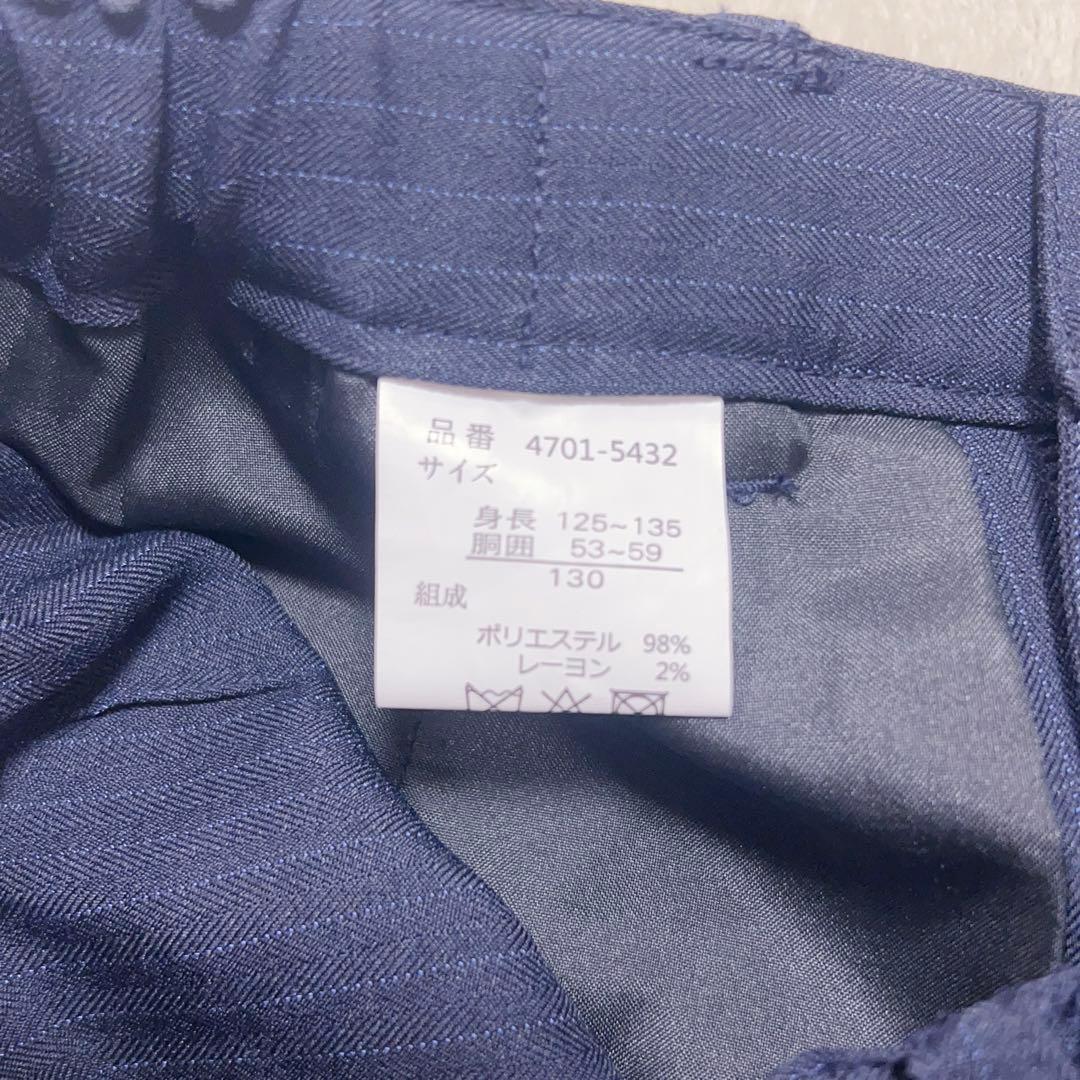 品番 4701-5432
サイズ
身長 125~135
胴囲 53~59
130
組成
ポリエステル 98%
レーヨン 2%